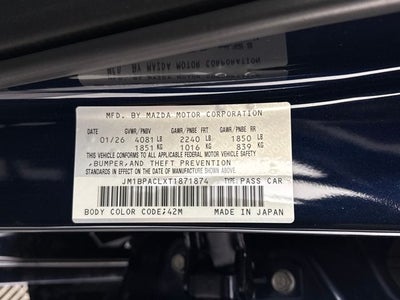 MFD. BY MAZDA MOTOR CORPORATION
GVWR/PNBV GAWR/PNBE FRT GAWR/PNBE RR
01/26 4081 LB 2240 LB 1850 LB
1851 KG 1016 KG 839 KG
THIS VEHICLE CONFORMS TO ALL APPLICABLE FEDERAL MOTOR VEHICLE SAFETY
, BUMPER, AND THEFT PREVENTION
STANDARDS IN EFFECT ON THE DATE OF MANUFACTURE SHOWN ABOVE.
JM1BPACLXT1871874 TYPE: PASS CAR
BODY COLOR CODE:42M MADE IN JAPAN